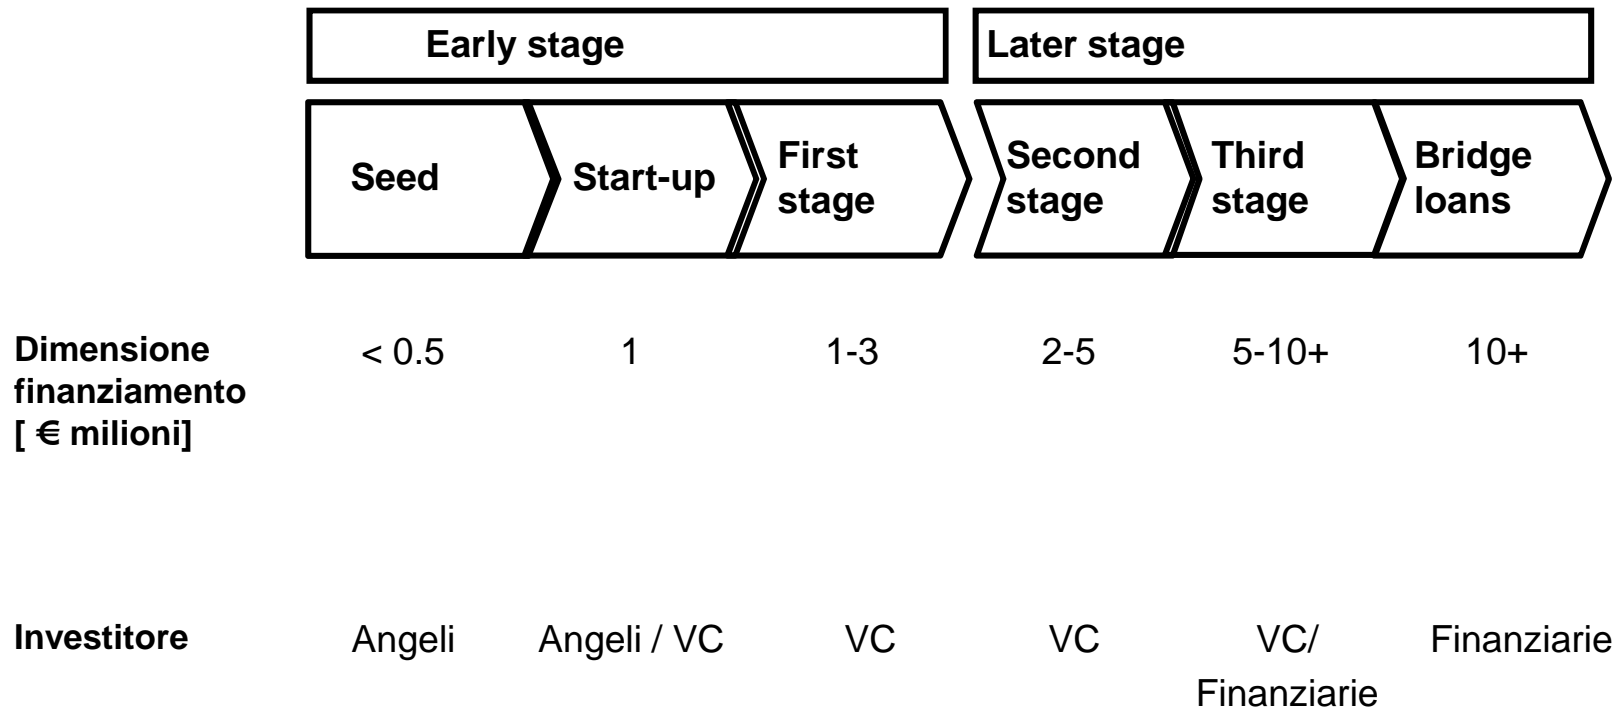 Early stage
Later stage
Seed
Start-up
First
stage
Second
stage
Third
stage
Bridge
loans
Dimensione
finanziamento
[ € milioni]
< 0.5
1
1-3
2-5
5-10+
10+
Investitore
Angeli
Angeli / VC
VC
VC
VC/
Finanziarie
Finanziarie